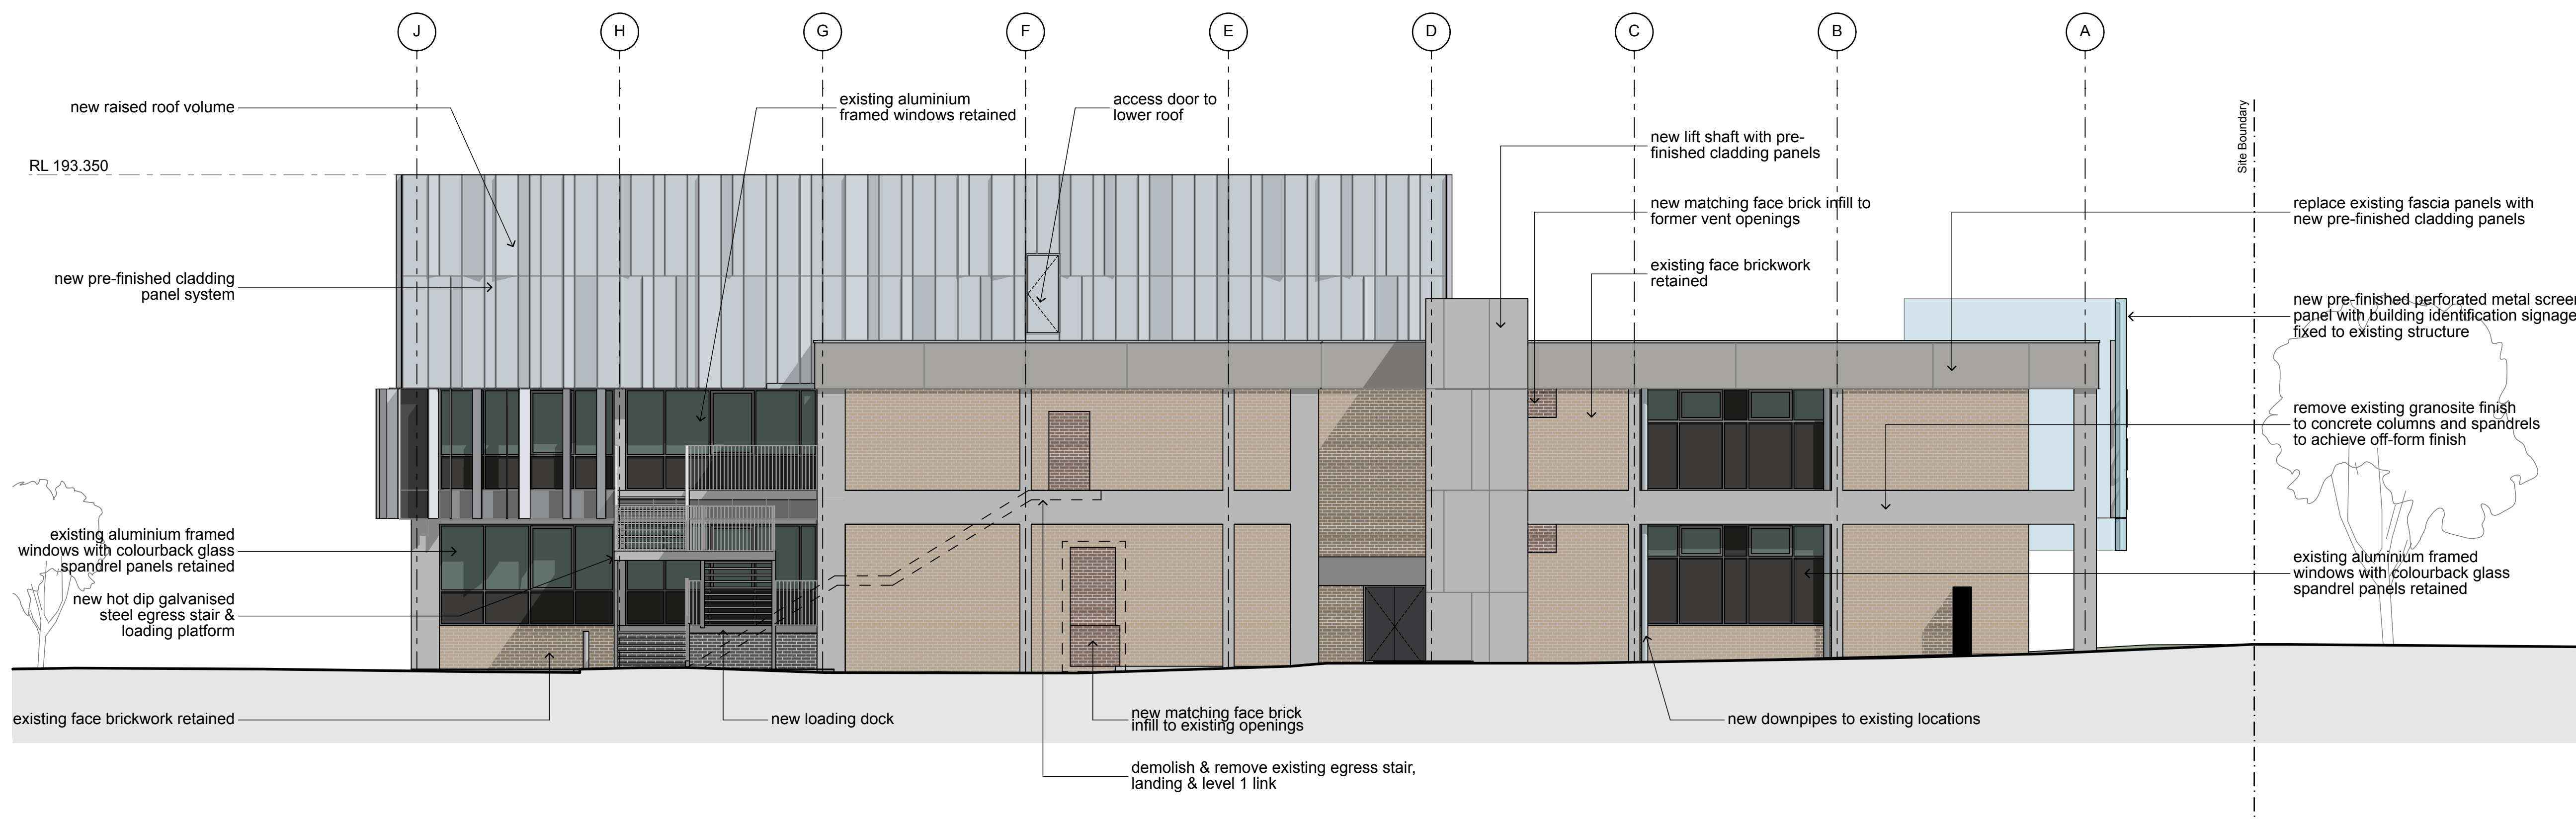 J
H
G
F
E
D
C
B
A
new raised roof volume
existing aluminium
framed windows retained
access door to
lower roof
new lift shaft with pre-
finished cladding panels
Site Boundary
RL 193.350
new matching face brick infill to
former vent openings
replace existing fascia panels with
new pre-finished cladding panels
new pre-finished cladding
panel system
existing face brickwork
retained
new pre-finished perforated metal screen
panel with building identification signage
fixed to existing structure
remove existing granosite finish
to concrete columns and spandrels
to achieve off-form finish
existing aluminium framed
windows with colourback glass
spandrel panels retained
existing aluminium framed
windows with colourback glass
spandrel panels retained
new hot dip galvanised
steel egress stair &
loading platform
existing face brickwork retained
new loading dock
new matching face brick
infill to existing openings
new downpipes to existing locations
demolish & remove existing egress stair,
landing & level 1 link